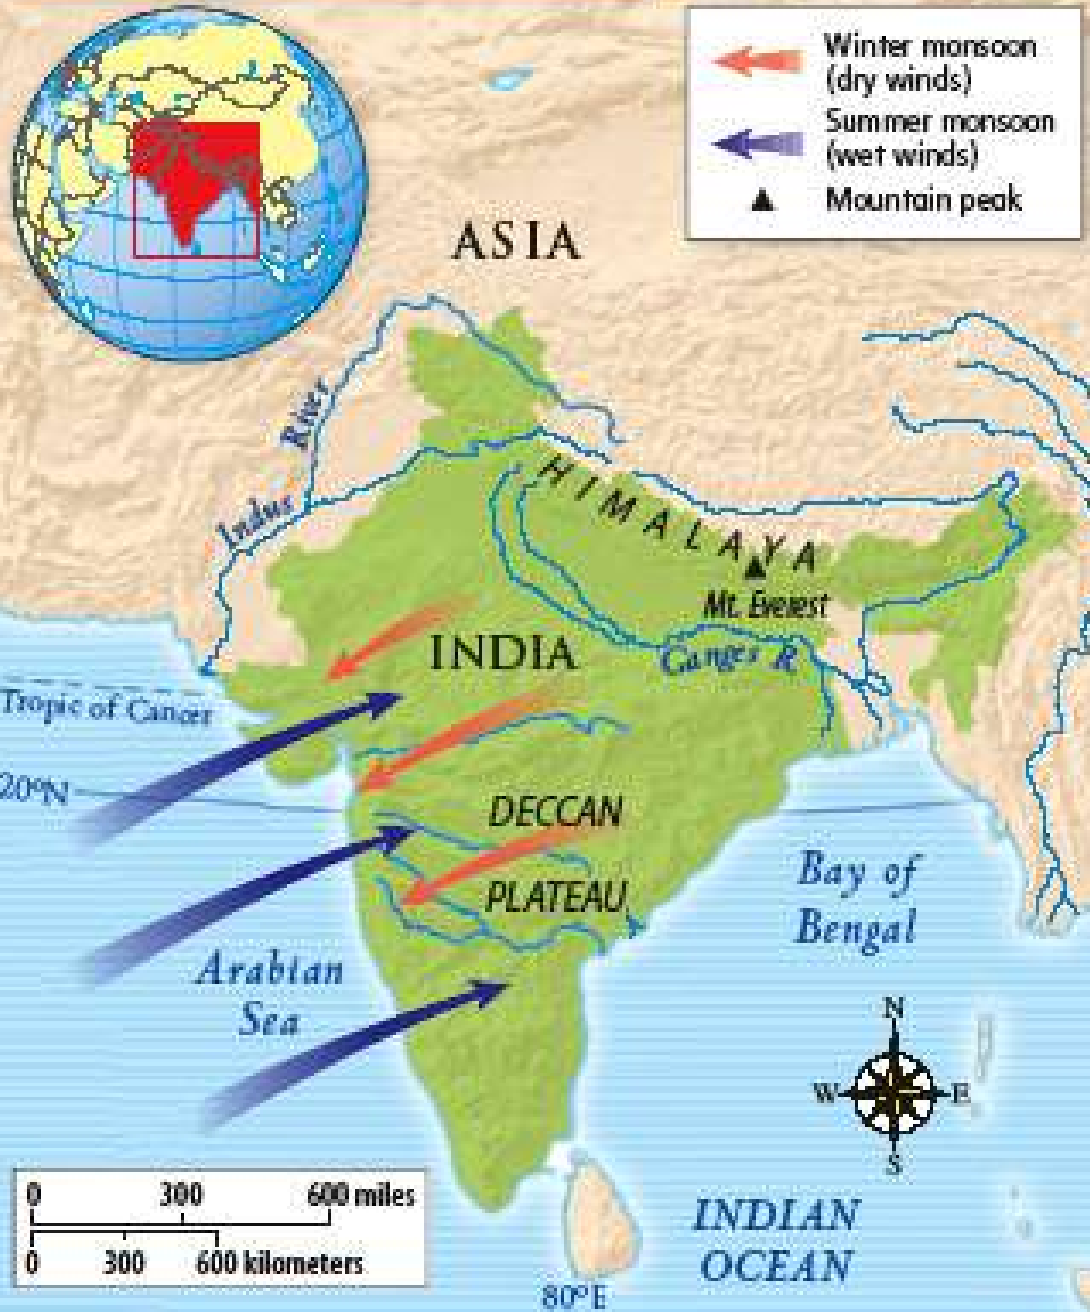 Winter monsoon
(dry winds)
Summer monsoon
(wet winds)
Mountain peak
ASIA
Indus River
HIMALAYA
Mt. Everest
INDIA
Ganges R
Tropic of Cancer
20°N
DECCAN
PLATEAU
Bay of
Bengal
Arabian
Sea
N
W E
S
0 300 600 miles
0 300 600 kilometers
INDIAN
OCEAN
80°E